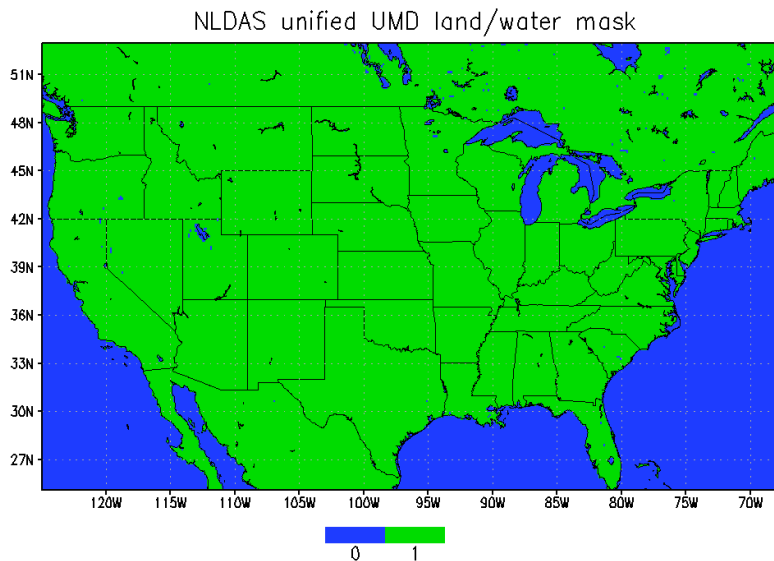 NLDAS unified UMD land/water mask
51N
48N
45N
42N
39N
36N
33N
30N
27N
120W 115W 110W 105W 100W 95W 90W 85W 80W 75W 70W
0 1